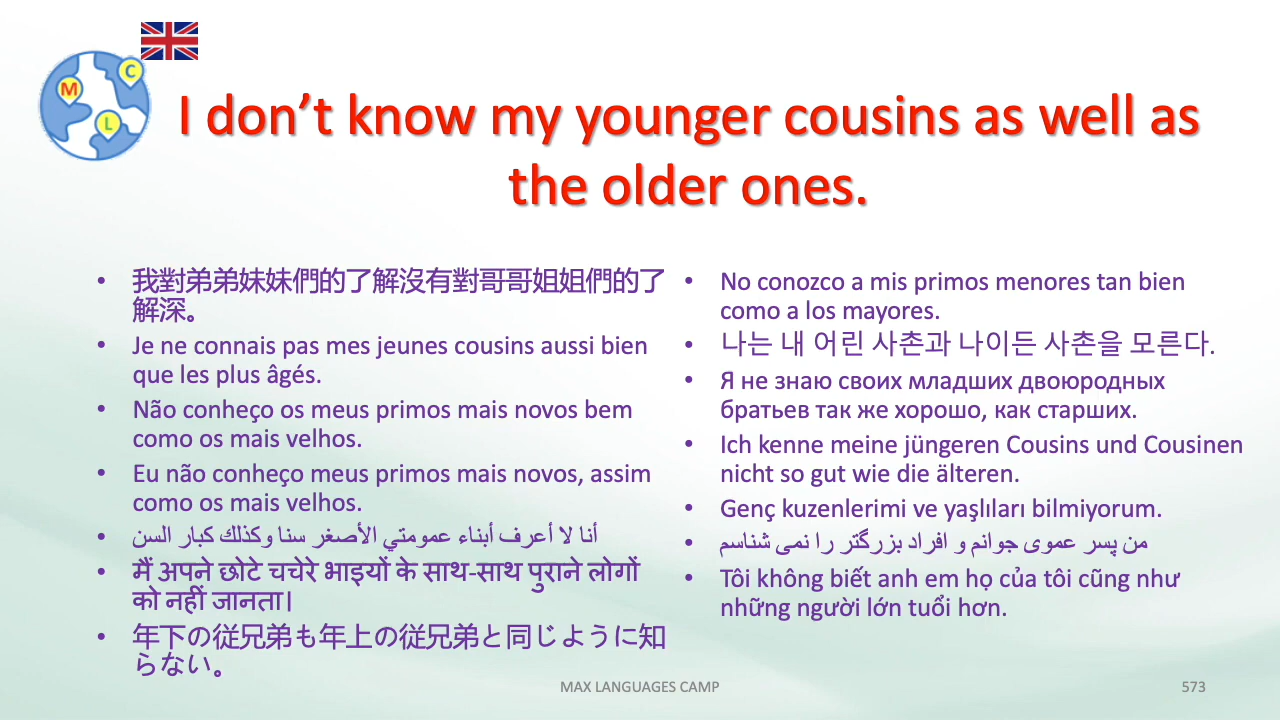 M
C
L
I don’t know my younger cousins as well as
the older ones.
• 我對弟弟妹妹們的了解沒有對哥哥姐姐們的了
解深。
• Je ne connais pas mes jeunes cousins aussi bien
que les plus âgés.
• Não conheço os meus primos mais novos bem
como os mais velhos.
• Eu não conheço meus primos mais novos, assim
como os mais velhos.
• أنا لا أعرف أبناء عمومتي الأصغر سنا وكذلك كبار السن
• मैं अपने छोटे चचेरे भाइयों के साथ-साथ पुराने लोगों
को नहीं जानता।
• 年下の従兄弟も年上の従兄弟と同じように知
らない。
• No conozco a mis primos menores tan bien
como a los mayores.
• 나는 내 어린 사촌과 나이든 사촌을 모른다.
• Я не знаю своих младших двоюродных
братьев так же хорошо, как старших.
• Ich kenne meine jüngeren Cousins und Cousinen
nicht so gut wie die älteren.
• Genç kuzenlerimi ve yaşlıları bilmiyorum.
• من پسر عموی جوانم و افراد بزرگتر را نمی شناسم
• Tôi không biết anh em họ của tôi cũng như
những người lớn tuổi hơn.
MAX LANGUAGES CAMP
573